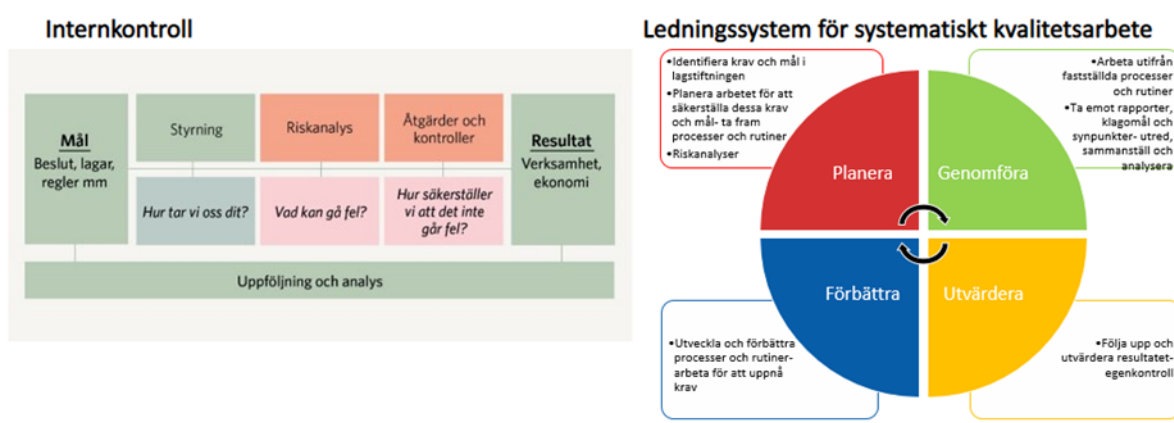 Internkontroll
Mål
Beslut, lagar,
regler mm
Styrning
Hur tar vi oss dit?
Riskanalys
Vad kan gå fel?
Åtgärder och
kontroller
Hur säkerställer
vi att det inte
går fel?
Resultat
Verksamhet,
ekonomi
Uppföljning och analys
Ledningssystem för systematiskt kvalitetsarbete
•Identifiera krav och mål i
lagstiftningen
•Planera arbetet för att
säkerställa dessa krav
och mål- ta fram
processer och rutiner
•Riskanalyser
Planera
Genomföra
•Arbeta utifrån
fastställda processer
och rutiner
•Ta emot rapporter,
klagomål och
synpunkter- utred,
sammanställ och
analysera
Förbättra
Utvärdera
•Utveckla och förbättra
processer och rutiner-
arbeta för att uppnå
krav
•Följa upp och
utvärdera resultatet-
egenkontroll